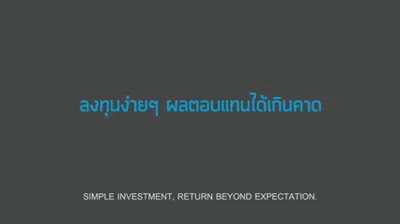 ลงทุนง่ายๆ ผลตอบแทนได้เกินคาด
SIMPLE INVESTMENT, RETURN BEYOND EXPECTATION.